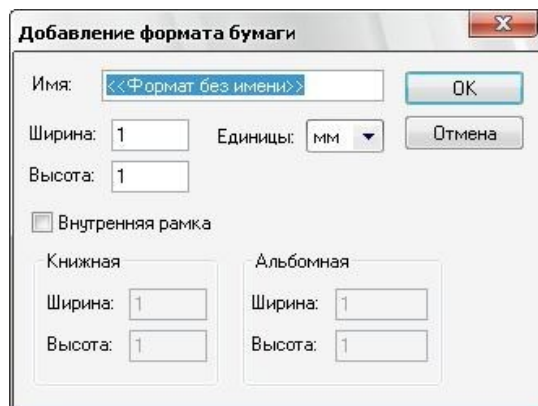 Добавление формата бумаги
Имя: <<Формат без имени>> OK
Ширина: 1 Единицы: мм Отмена
Высота: 1
Внутренняя рамка
Книжная Альбомная
Ширина: 1 Ширина: 1
Высота: 1 Высота: 1